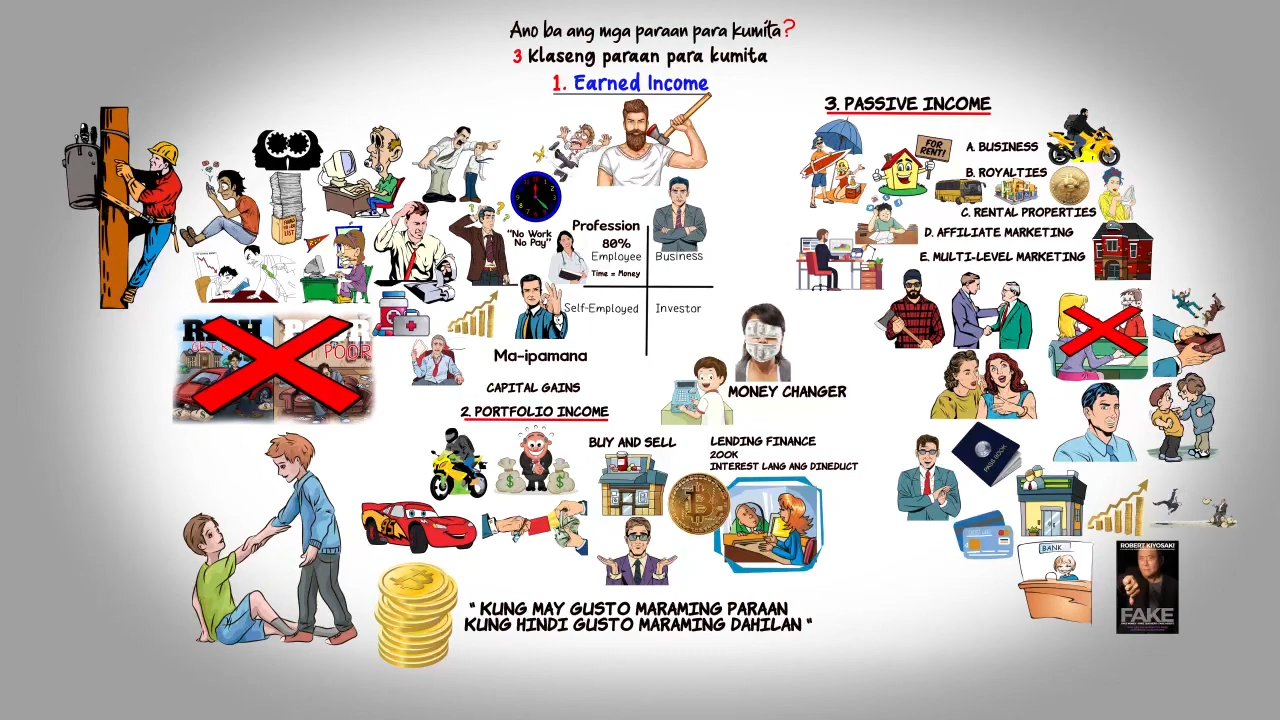 Ano ba ang mga paraan para kumita?
3 Klaseng paraan para kumita
1. Earned Income
"No Work
No Pay"
Profession
80%
Employee
Time = Money
Business
Self-Employed
Investor
Ma-ipamana
CAPITAL GAINS
2. PORTFOLIO INCOME
MONEY CHANGER
BUY AND SELL
LENDING FINANCE
200K
INTEREST LANG ANG DINEDUCT
3. PASSIVE INCOME
FOR
RENT!
A. BUSINESS
B. ROYALTIES
C. RENTAL PROPERTIES
D. AFFILIATE MARKETING
E. MULTI-LEVEL MARKETING
PASS BOOK
BANK
ROBERT KIYOSAKI
FAKE
95
" KUNG MAY GUSTO MARAMING PARAAN
KUNG HINDI GUSTO MARAMING DAHILAN "